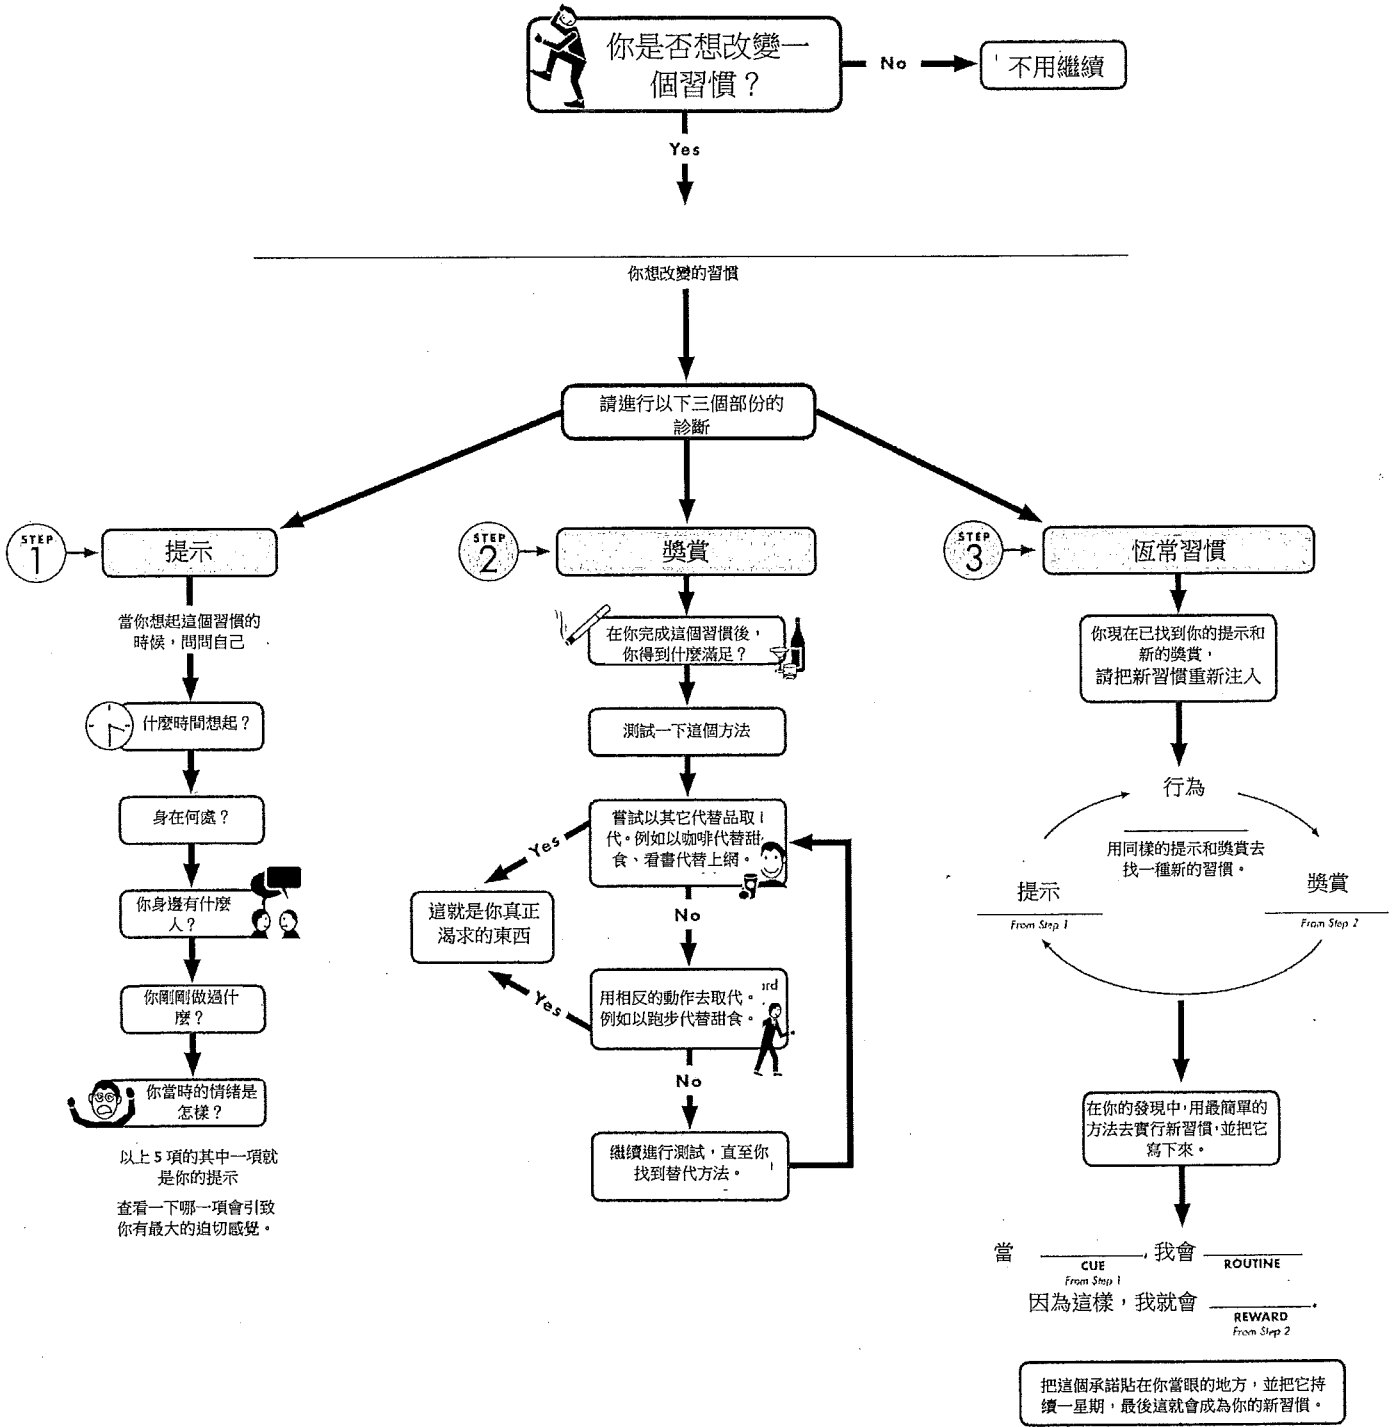 你是否想改變一
個習慣？
No
不用繼續
Yes
你想改變的習慣
請進行以下三個部份的
診斷
STEP
1
提示
當你想起這個習慣的
時候，問問自己
什麼時間想起？
身在何處？
你身邊有什麼
人？
你剛剛做過什
麼？
你當時的情緒是
怎樣？
以上 5 項的其中一項就
是你的提示
查看一下哪一項會引致
你有最大的迫切感覺。
STEP
2
獎賞
在你完成這個習慣後，
你得到什麼滿足？
測試一下這個方法
嘗試以其它代替品取
代。例如以咖啡代替甜
食、看書代替上網。
Yes
這就是你真正
渴求的東西
No
用相反的動作去取代。
例如以跑步代替甜食。
Yes
No
繼續進行測試，直至你
找到替代方法。
STEP
3
恆常習慣
你現在已找到你的提示和
新的獎賞，
請把新習慣重新注入
行為
用同樣的提示和獎賞去
找一種新的習慣。
提示
From Step 1
獎賞
From Step 2
在你的發現中，用最簡單的
方法去實行新習慣，並把它
寫下來。
當 ，我會
CUE ROUTINE
From Step 1
因為這樣，我就會 .
REWARD
From Step 2
把這個承諾貼在你當眼的地方，並把它持
續一星期，最後這就會成為你的新習慣。